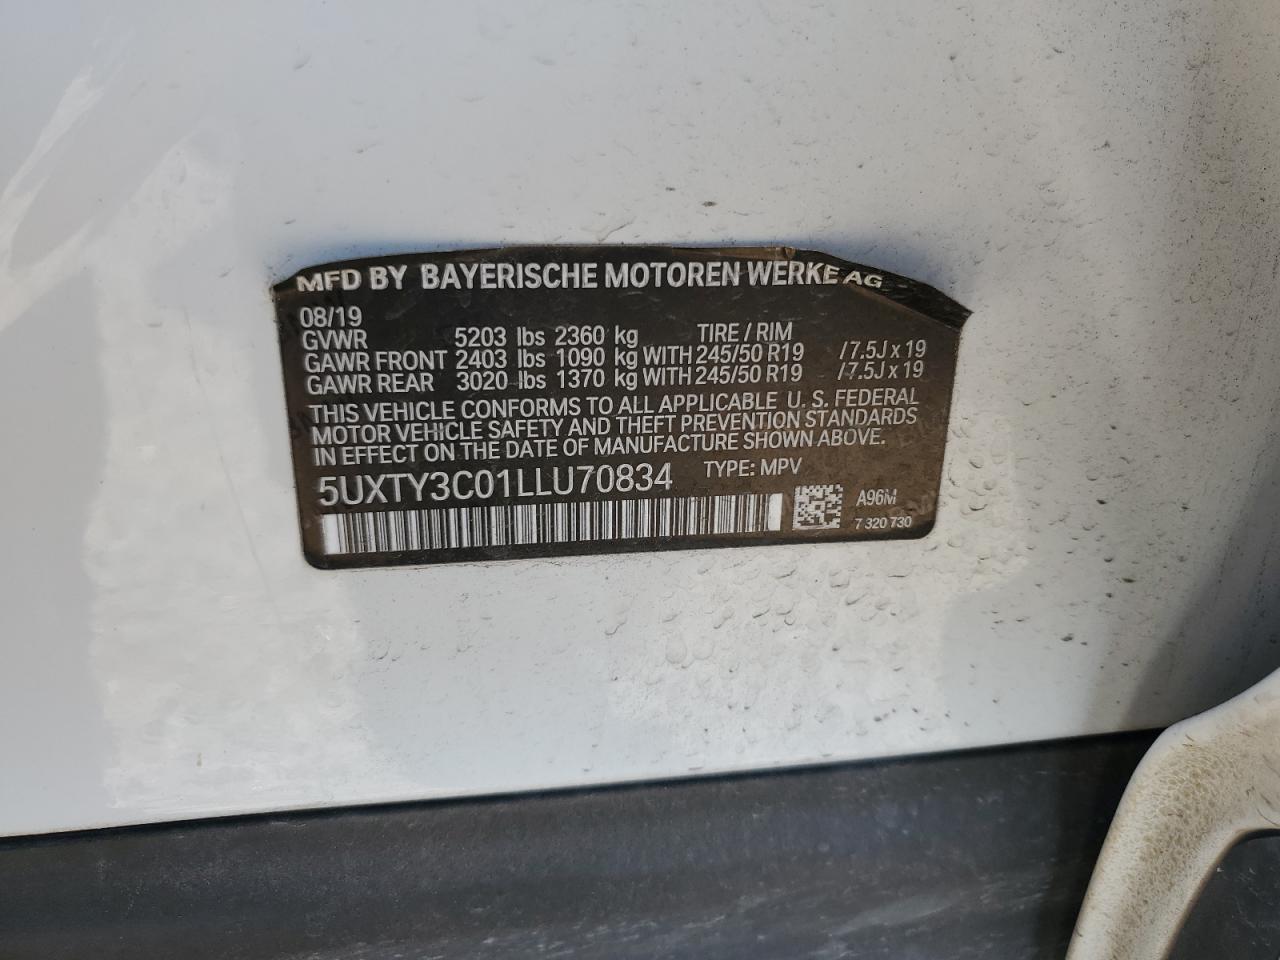 MFD BY BAYERISCHE MOTOREN WERKE AG
08/19
GVWR 5203 lbs 2360 kg TIRE / RIM
GAWR FRONT 2403 lbs 1090 kg WITH 245/50 R19 / 7.5J x 19
GAWR REAR 3020 lbs 1370 kg WITH 245/50 R19 / 7.5J x 19
THIS VEHICLE CONFORMS TO ALL APPLICABLE U. S. FEDERAL
MOTOR VEHICLE SAFETY AND THEFT PREVENTION STANDARDS
IN EFFECT ON THE DATE OF MANUFACTURE SHOWN ABOVE.
5UXTY3C01LLU70834 TYPE: MPV
A96M
7 320 730